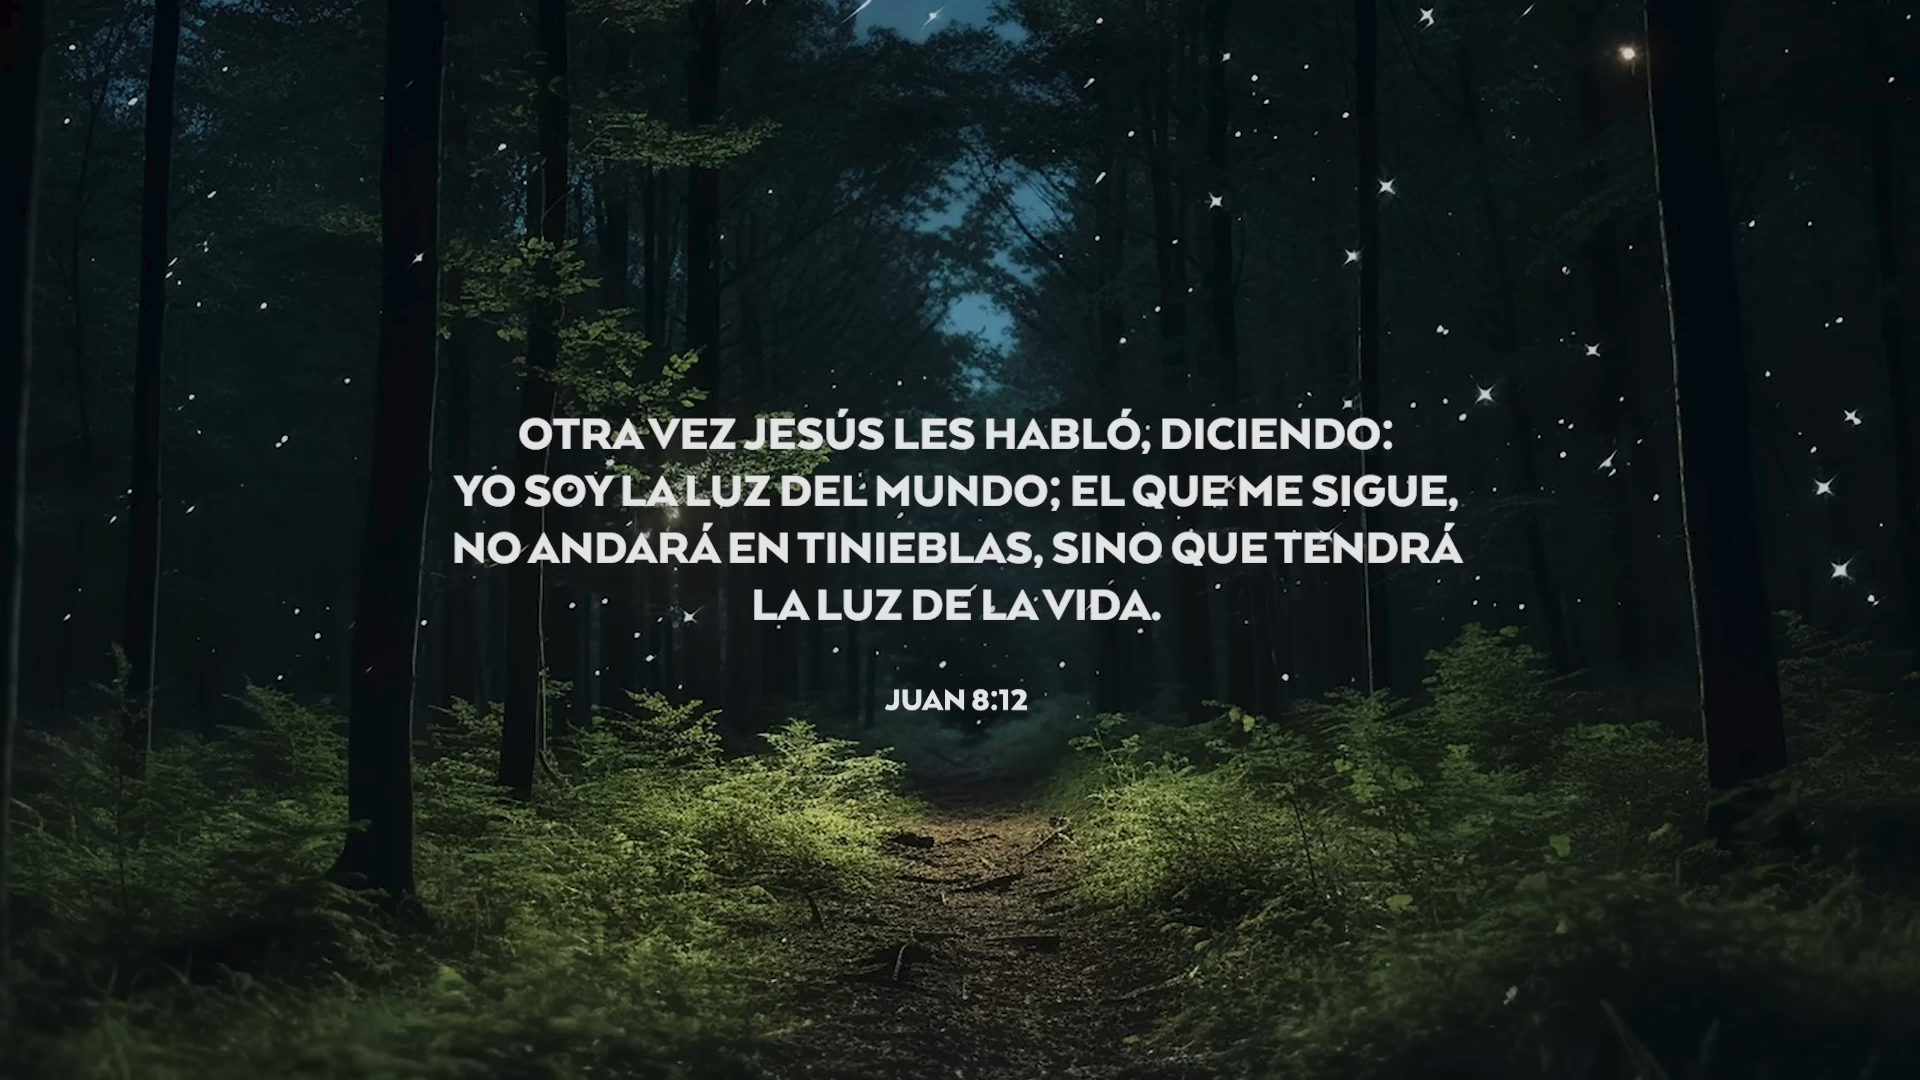 OTRA VEZ JESÚS LES HABLÓ, DICIENDO:
YO SOY LA LUZ DEL MUNDO; EL QUE ME SIGUE,
NO ANDARÁ EN TINIEBLAS, SINO QUE TENDRÁ
LA LUZ DE LA VIDA.
JUAN 8:12